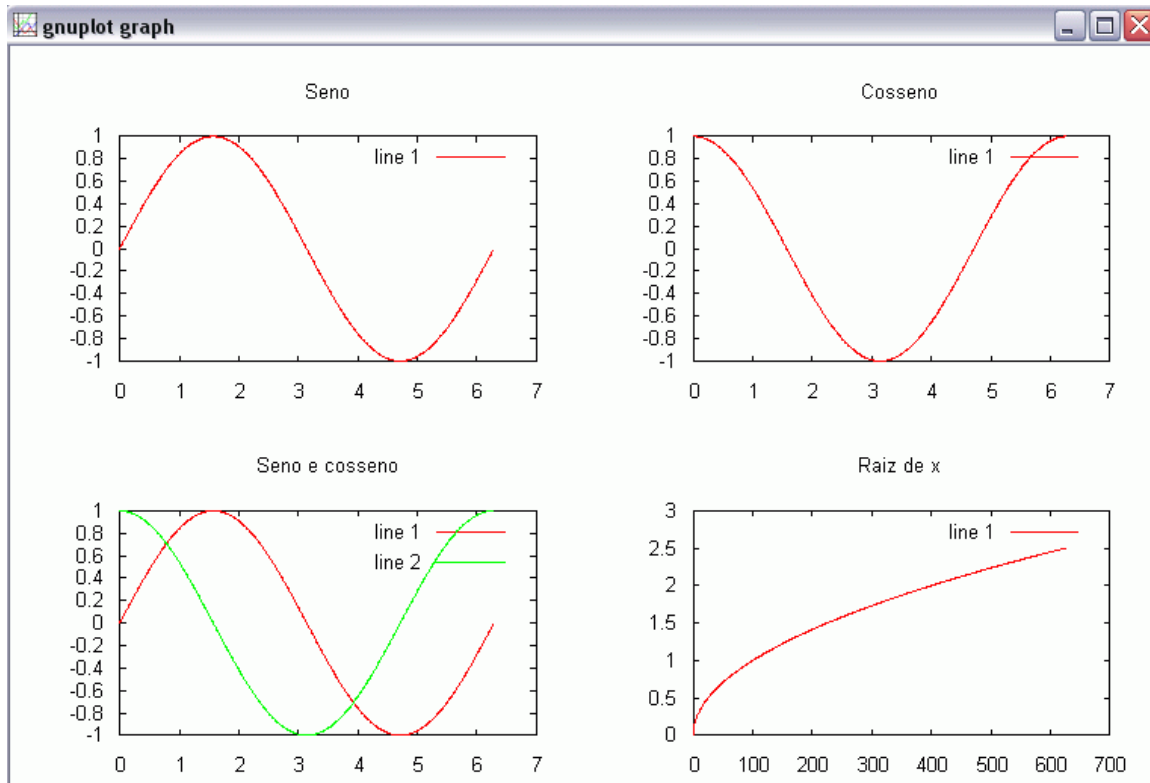 gnuplot graph
Seno
line 1
1
0.8
0.6
0.4
0.2
0
-0.2
-0.4
-0.6
-0.8
-1
0 1 2 3 4 5 6 7
Cosseno
line 1
1
0.8
0.6
0.4
0.2
0
-0.2
-0.4
-0.6
-0.8
-1
0 1 2 3 4 5 6 7
Seno e cosseno
line 1
line 2
1
0.8
0.6
0.4
0.2
0
-0.2
-0.4
-0.6
-0.8
-1
0 1 2 3 4 5 6 7
Raiz de x
line 1
3
2.5
2
1.5
1
0.5
0
0 100 200 300 400 500 600 700